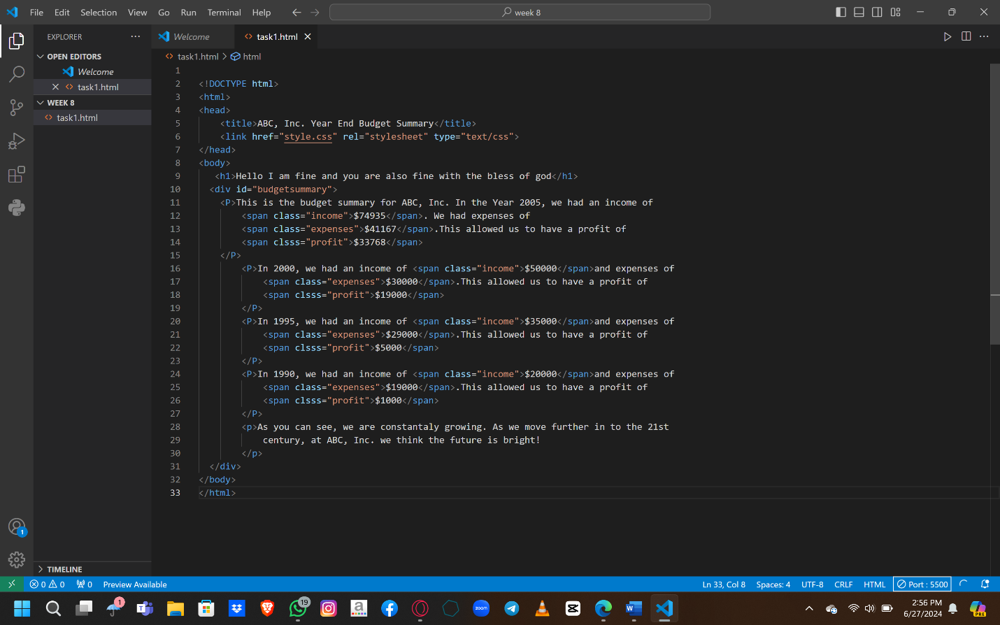 File Edit Selection View Go Run Terminal Help
week 8
EXPLORER
Welcome
task1.html
OPEN EDITORS
Welcome
task1.html
WEEK 8
task1.html
task1.html > html
1
2 <!DOCTYPE html>
3 <html>
4 <head>
5 <title>ABC, Inc. Year End Budget Summary</title>
6 <link href="style.css" rel="stylesheet" type="text/css">
7 </head>
8 <body>
9 <h1>Hello I am fine and you are also fine with the bless of god</h1>
10 <div id="budgetsummary">
11 <P>This is the budget summary for ABC, Inc. In the Year 2005, we had an income of
12 <span class="income">$74935</span>. We had expenses of
13 <span class="expenses">$41167</span>.This allowed us to have a profit of
14 <span clsss="profit">$33768</span>
15 </P>
16 <P>In 2000, we had an income of <span class="income">$50000</span>and expenses of
17 <span class="expenses">$30000</span>.This allowed us to have a profit of
18 <span clsss="profit">$19000</span>
19 </P>
20 <P>In 1995, we had an income of <span class="income">$35000</span>and expenses of
21 <span class="expenses">$29000</span>.This allowed us to have a profit of
22 <span clsss="profit">$5000</span>
23 </P>
24 <P>In 1990, we had an income of <span class="income">$20000</span>and expenses of
25 <span class="expenses">$19000</span>.This allowed us to have a profit of
26 <span clsss="profit">$1000</span>
27 </P>
28 <p>As you can see, we are constantaly growing. As we move further in to the 21st
29 century, at ABC, Inc. we think the future is bright!
30 </p>
31 </div>
32 </body>
33 </html>
1
TIMELINE
0 0 0 Preview Available
Ln 33, Col 8 Spaces: 4 UTF-8 CRLF HTML Port : 5500
1
T
19
a
zoom
W
2:56 PM
6/27/2024
PRE